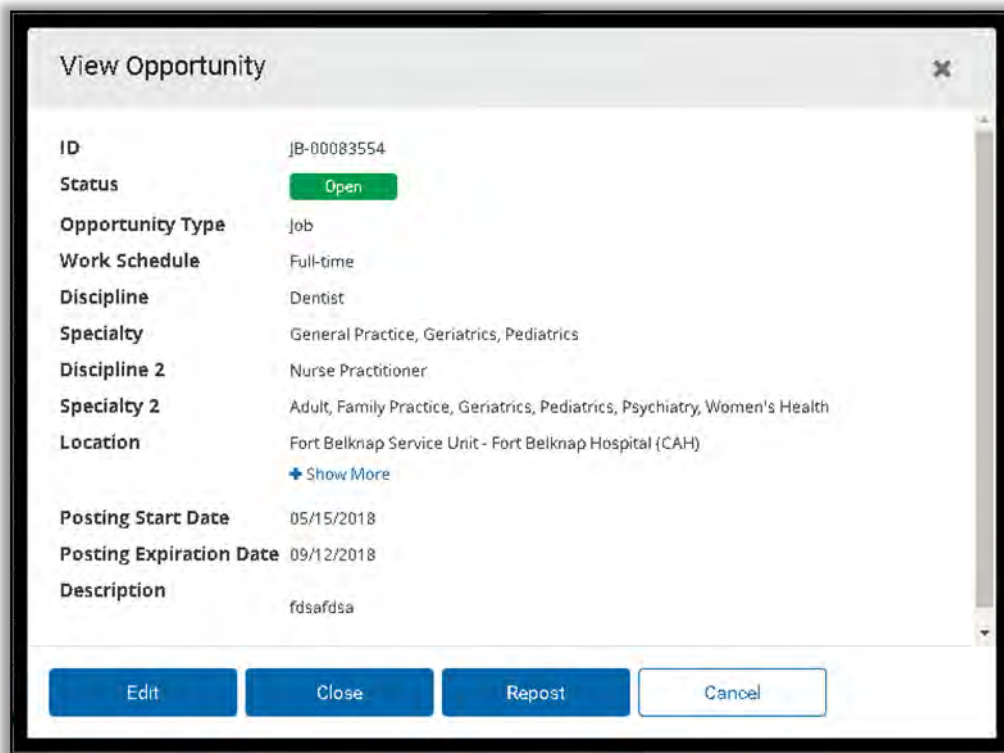 View Opportunity
ID JB-00083554
Status Open
Opportunity Type Job
Work Schedule Full-time
Discipline Dentist
Specialty General Practice, Geriatrics, Pediatrics
Discipline 2 Nurse Practitioner
Specialty 2 Adult, Family Practice, Geriatrics, Pediatrics, Psychiatry, Women's Health
Location Fort Belknap Service Unit - Fort Belknap Hospital (CAH)
+ Show More
Posting Start Date 05/15/2018
Posting Expiration Date 09/12/2018
Description
fdsafdsa
Edit Close Repost Cancel